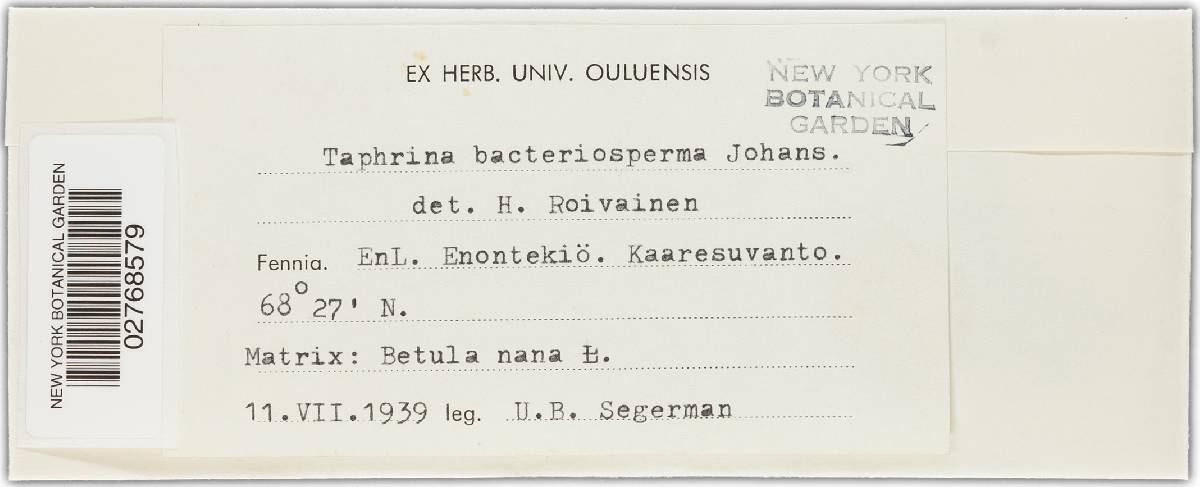 EX HERB. UNIV. OULUENSIS
NEW YORK
BOTANICAL
GARDEN
Taphrina bacteriosperma Johans.
det. H. Roivainen
Fennia. EnL. Enontekiö. Kaaresuvanto.
68° 27' N.
Matrix: Betula nana L.
11.VII.1939 leg. U.B. Segerman
NEW YORK BOTANICAL GARDEN
02768579